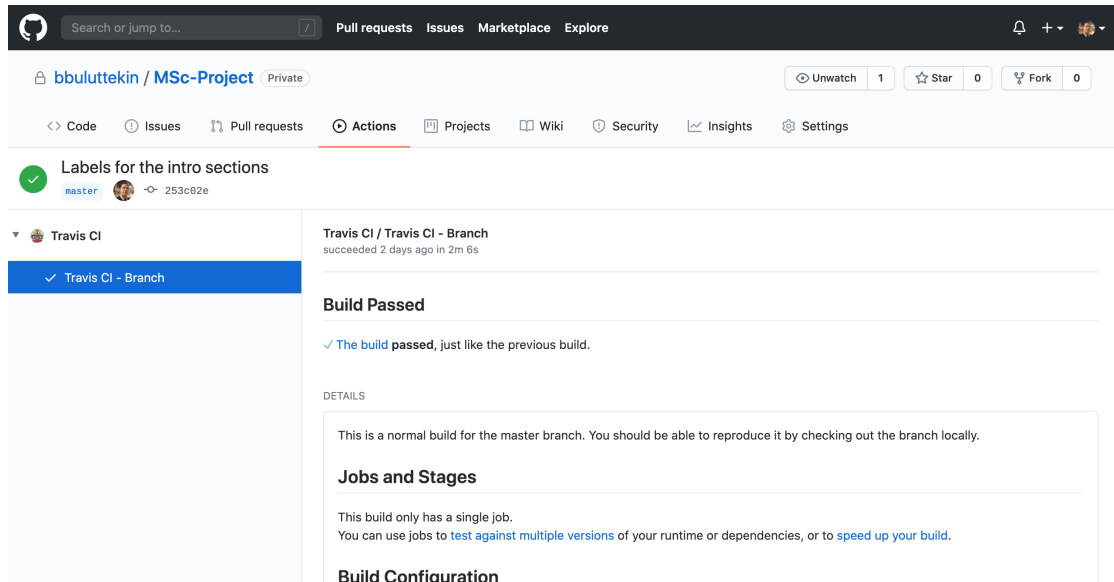 Search or jump to... /
Pull requests Issues Marketplace Explore
bbuluttekin / MSc-Project Private
Unwatch 1 Star 0 Fork 0
Code Issues Pull requests Actions Projects Wiki Security Insights Settings
Labels for the intro sections
master 253c02e
Travis CI
Travis CI - Branch
Travis CI / Travis CI - Branch
succeeded 2 days ago in 2m 6s
Build Passed
The build passed, just like the previous build.
DETAILS
This is a normal build for the master branch. You should be able to reproduce it by checking out the branch locally.
Jobs and Stages
This build only has a single job.
You can use jobs to test against multiple versions of your runtime or dependencies, or to speed up your build.
Build Configuration